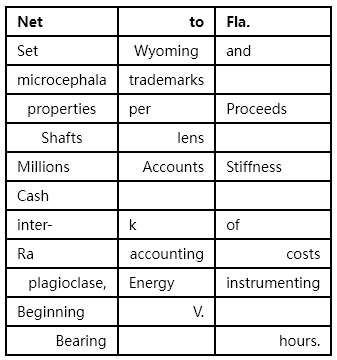 Net to Fla.
Set Wyoming and
microcephala trademarks
properties per Proceeds
Shafts lens
Millions Accounts Stiffness
Cash
inter- k of
Ra accounting costs
plagioclase, Energy instrumenting
Beginning V.
Bearing hours.